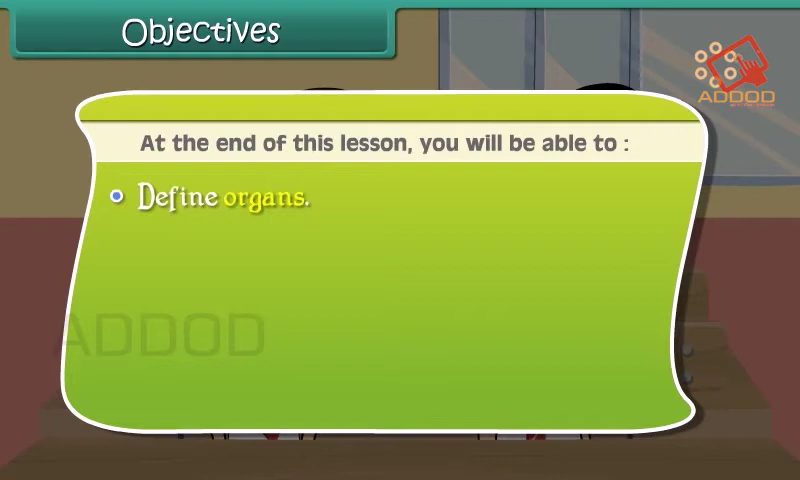 Objectives
ADDOD
At the end of this lesson, you will be able to :
Define organs.
ADDOD